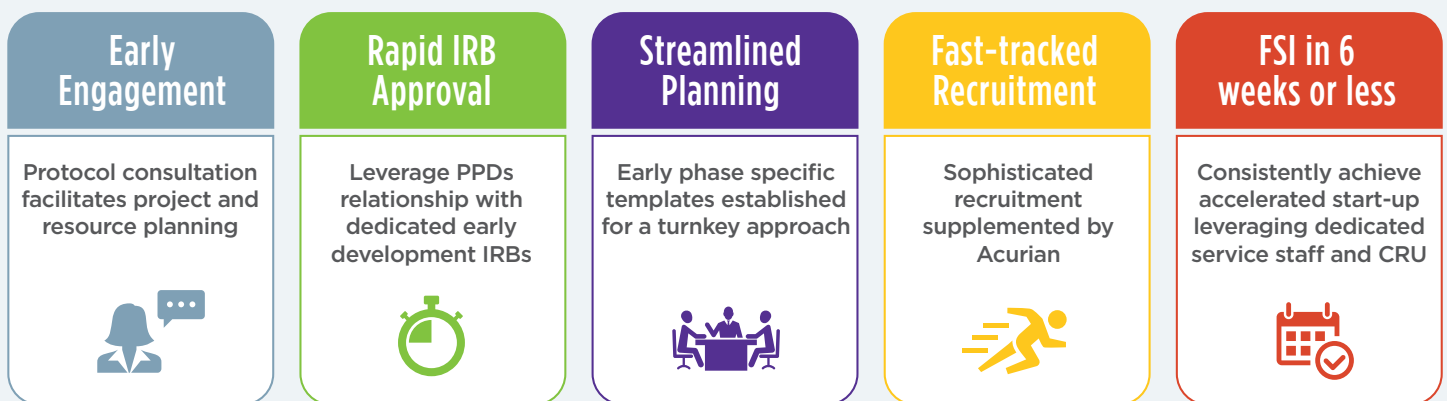 Early
Engagement
Protocol consultation
facilitates project and
resource planning
Rapid IRB
Approval
Leverage PPDs
relationship with
dedicated early
development IRBs
Streamlined
Planning
Early phase specific
templates established
for a turnkey approach
Fast-tracked
Recruitment
Sophisticated
recruitment
supplemented by
Acurian
FSI in 6
weeks or less
Consistently achieve
accelerated start-up
leveraging dedicated
service staff and CRU